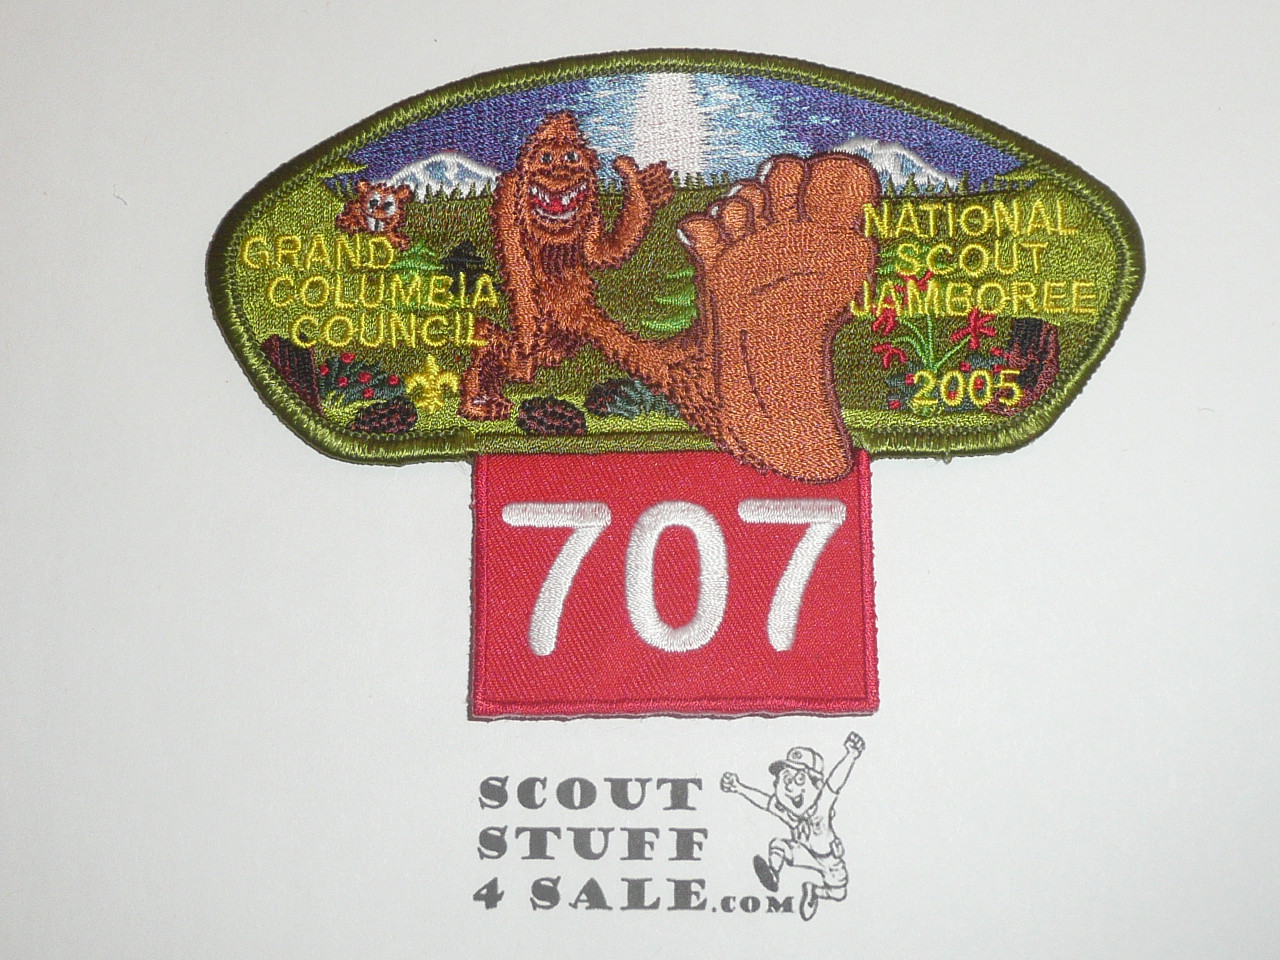 GRAND
COLUMBIA
COUNCIL
NATIONAL
SCOUT
JAMBOREE
2005
707
SCOUT
STUFF
4 SALE.COM